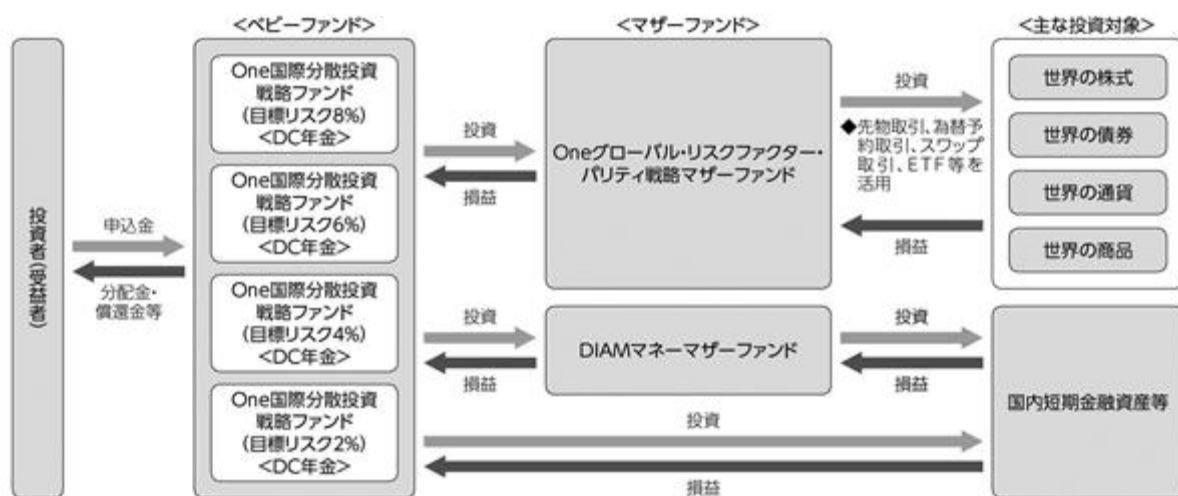 <ベビーファンド>
<マザーファンド>
<主な投資対象>
投資者(受益者)
申込金
分配金・
償還金等
One国際分散投資
戦略ファンド
(目標リスク8%)
<DC年金>
One国際分散投資
戦略ファンド
(目標リスク6%)
<DC年金>
One国際分散投資
戦略ファンド
(目標リスク4%)
<DC年金>
One国際分散投資
戦略ファンド
(目標リスク2%)
<DC年金>
投資
損益
Oneグローバル・リスクファクター・
パリティ戦略マザーファンド
投資
◆先物取引、為替予
約取引、スワップ
取引、ETF等を
活用
損益
世界の株式
世界の債券
世界の通貨
世界の商品
投資
損益
DIAMマネーマザーファンド
投資
損益
国内短期金融資産等
投資
損益